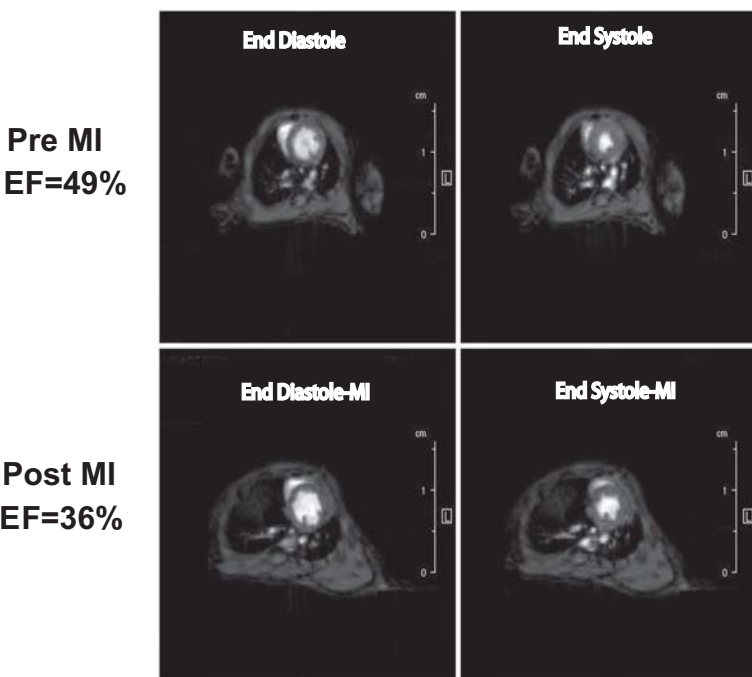 Pre MI
EF=49%
End Diastole
cm
1
0
L
End Systole
cm
1
0
L
Post MI
EF=36%
End Diastole-MI
cm
1
0
L
End Systole-MI
cm
1
0
L